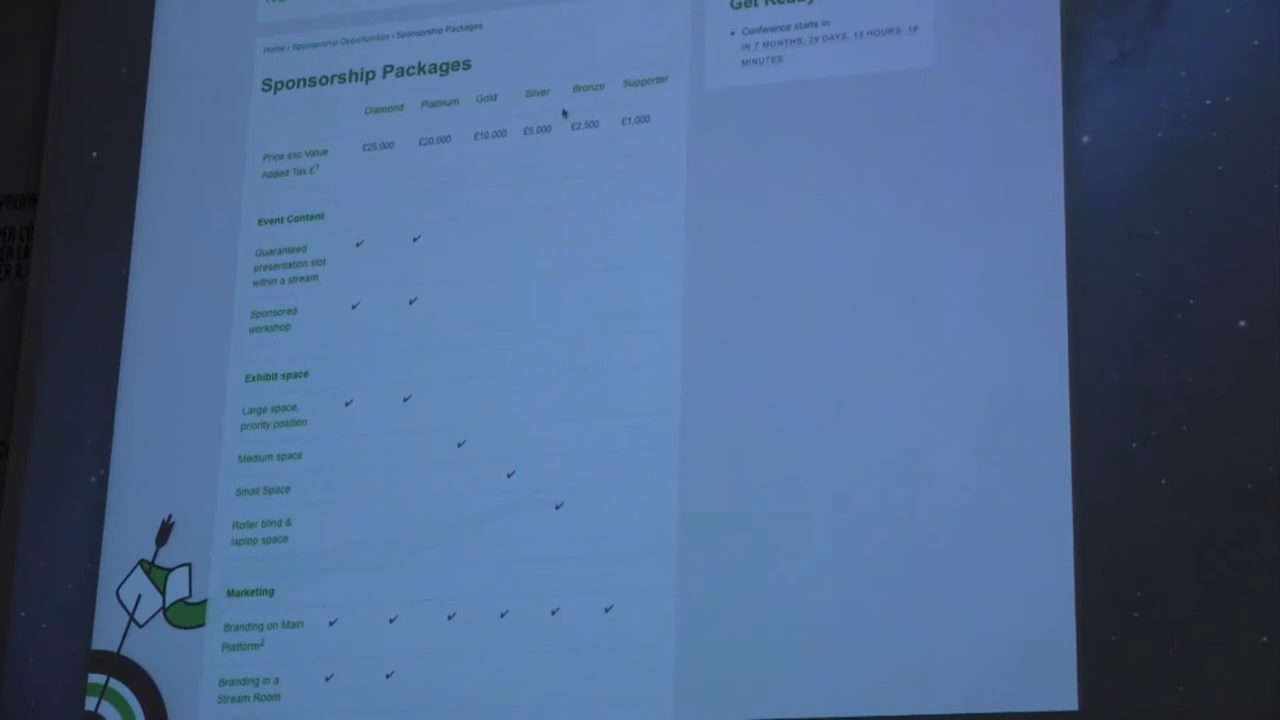 Get Ready
• Conference starts in:
IN 7 MONTHS, 29 DAYS, 13 HOURS, 19
MINUTES
Home › Sponsorship Opportunities › Sponsorship Packages
Sponsorship Packages
Diamond Platinum Gold Silver Bronze Supporter
Price exc Value
Added Tax £1
£25,000 £20,000 £10,000 £5,000 £2,500 £1,000
Event Content
Guaranteed
presentation slot
within a stream
✓ ✓
Sponsored
workshop
✓ ✓
Exhibit space
Large space,
priority position
✓ ✓
Medium space ✓
Small Space ✓
Roller blind &
laptop space
✓
Marketing
Branding on Main
Platform2
✓ ✓ ✓ ✓ ✓ ✓
Branding in a
Stream Room
✓ ✓